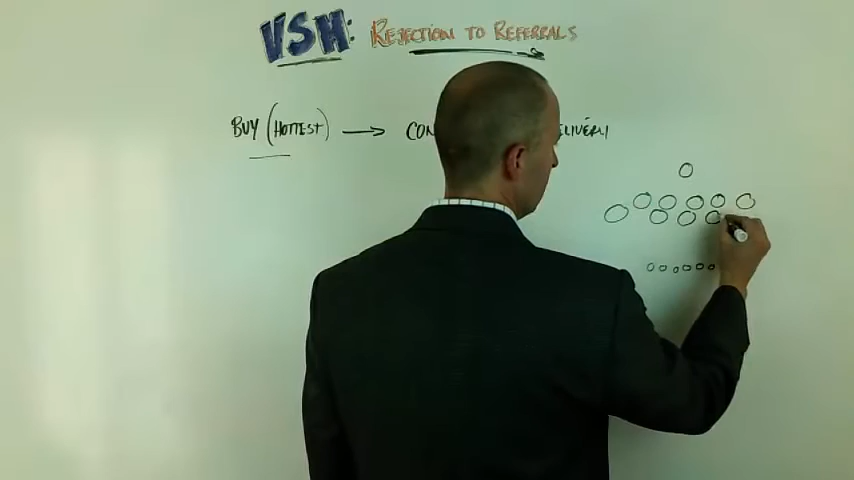 VSH: REJECTION TO REFERRALS
BUY (HOTTEST) →